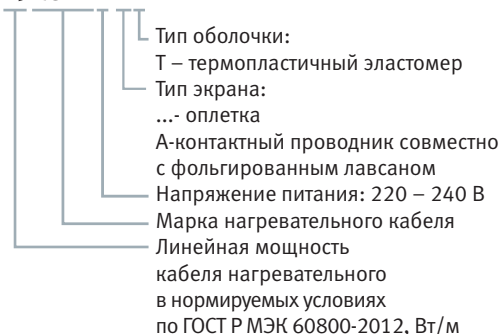 Тип оболочки:
Т – термопластичный эластомер
Тип экрана:
...- оплетка
А-контактный проводник совместно
с фольгированным лавсаном
Напряжение питания: 220 – 240 В
Марка нагревательного кабеля
Линейная мощность
кабеля нагревательного
в нормируемых условиях
по ГОСТ Р МЭК 60800-2012, Вт/м